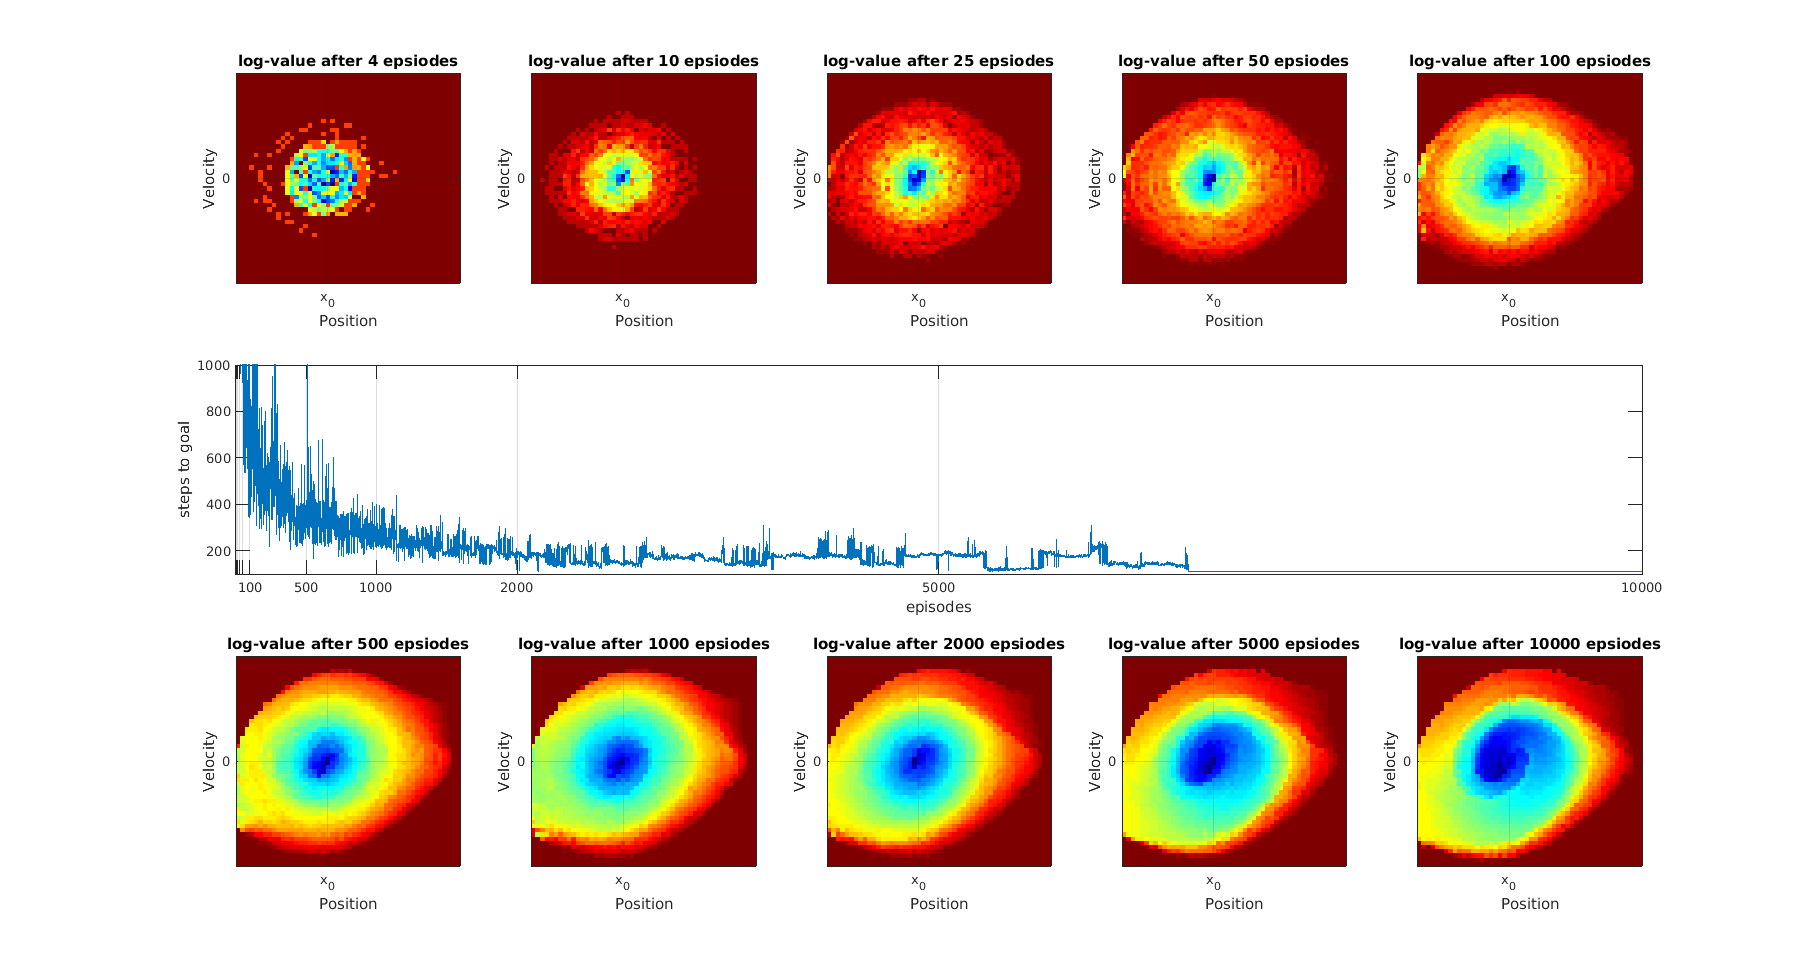 log-value after 4 epsiodes
log-value after 10 epsiodes
log-value after 25 epsiodes
log-value after 50 epsiodes
log-value after 100 epsiodes
Velocity
0
x0
Position
Velocity
0
x0
Position
Velocity
0
x0
Position
Velocity
0
x0
Position
Velocity
0
x0
Position
steps to goal
1000
800
600
400
200
100 500 1000 2000 5000 10000
episodes
log-value after 500 epsiodes
log-value after 1000 epsiodes
log-value after 2000 epsiodes
log-value after 5000 epsiodes
log-value after 10000 epsiodes
Velocity
0
x0
Position
Velocity
0
x0
Position
Velocity
0
x0
Position
Velocity
0
x0
Position
Velocity
0
x0
Position